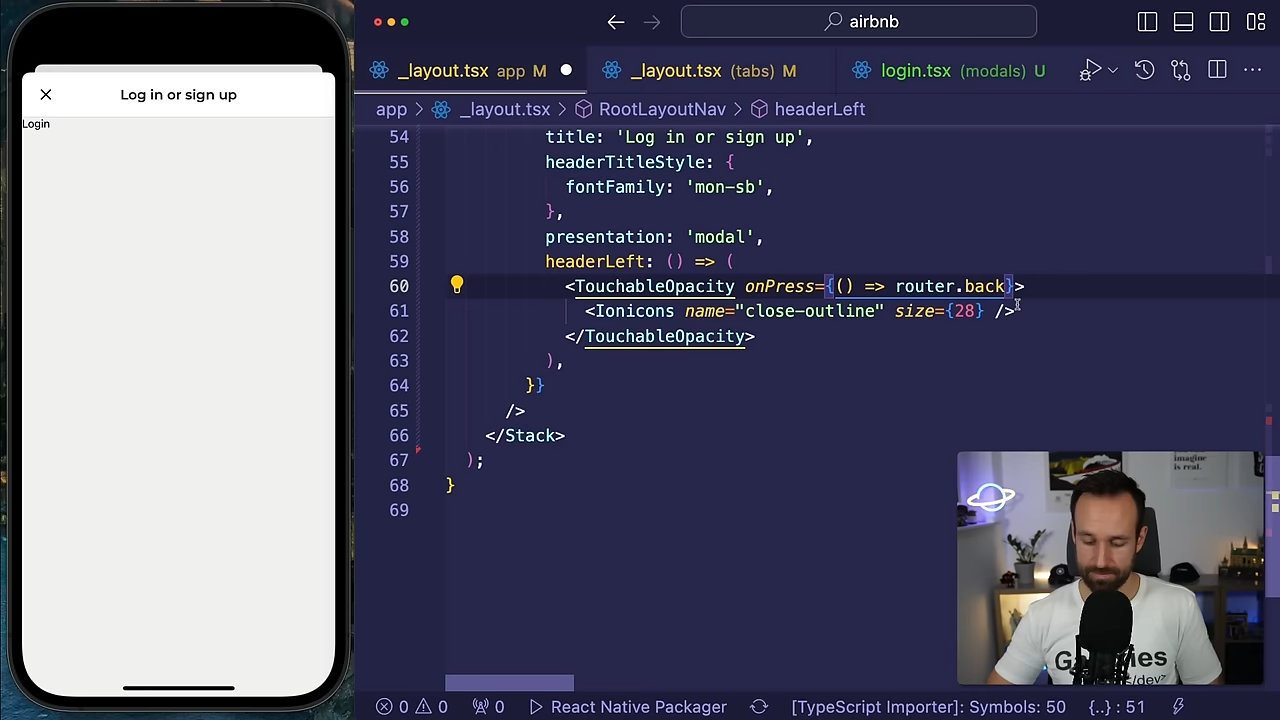 Log in or sign up
Login
airbnb
_layout.tsx app M
_layout.tsx (tabs) M
login.tsx (modals) U
app > _layout.tsx > RootLayoutNav > headerLeft
54 title: 'Log in or sign up',
55 headerTitleStyle: {
56 fontFamily: 'mon-sb',
57 },
58 presentation: 'modal',
59 headerLeft: () => (
60 <TouchableOpacity onPress={() => router.back}>
61 <Ionicons name="close-outline" size={28} />
62 </TouchableOpacity>
63 ),
64 }}
65 />
66 </Stack>
67 );
68 }
69
imagine
is real.
0 0 0 React Native Packager [TypeScript Importer]: Symbols: 50 {..} : 51